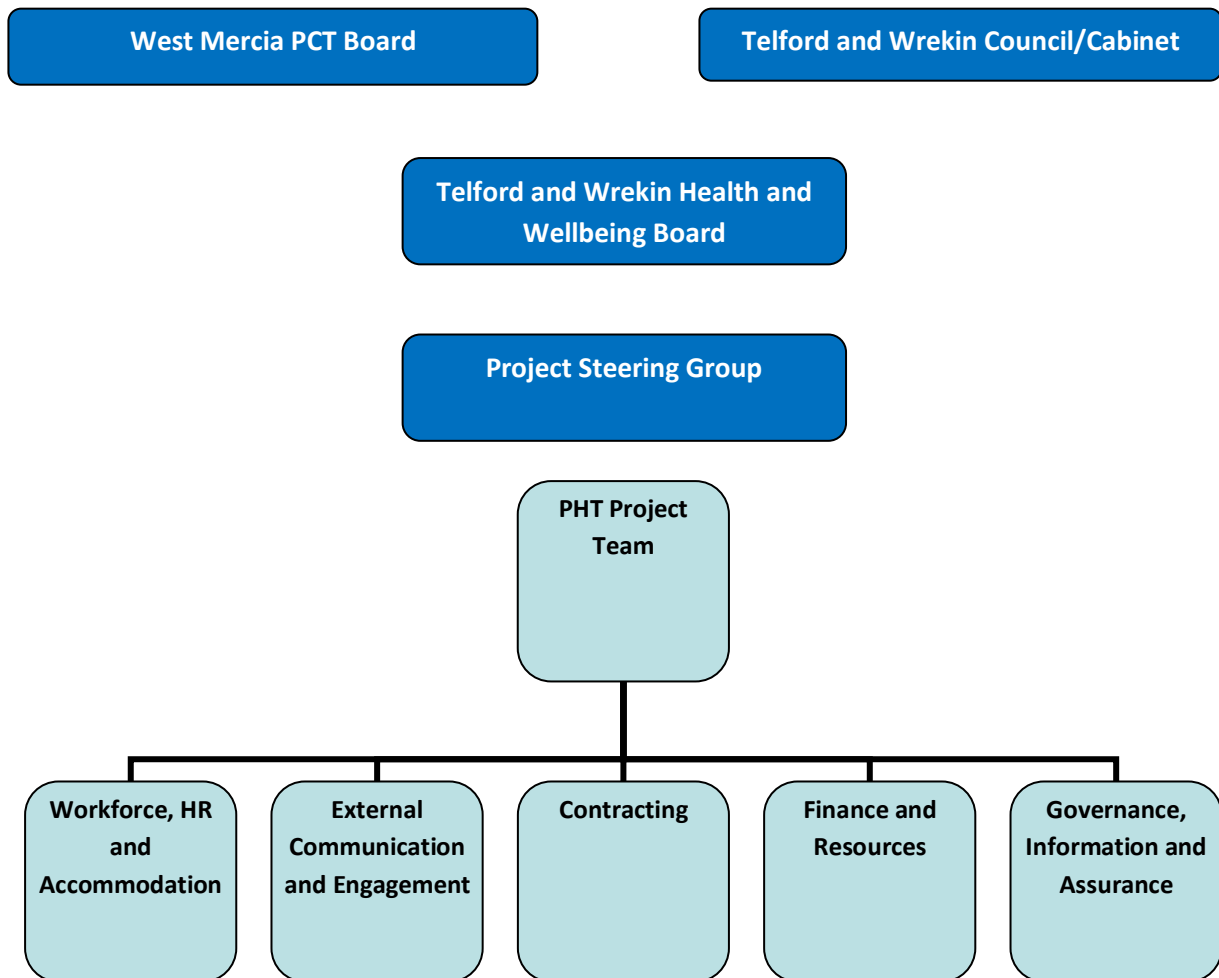 West Mercia PCT Board
Telford and Wrekin Council/Cabinet
Telford and Wrekin Health and
Wellbeing Board
Project Steering Group
PHT Project
Team
Workforce, HR
and
Accommodation
External
Communication
and Engagement
Contracting
Finance and
Resources
Governance,
Information and
Assurance